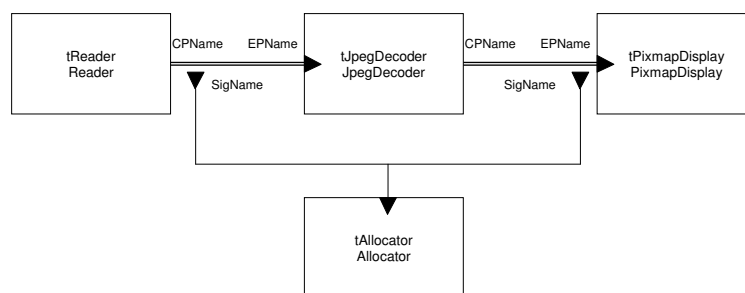 CPName
EPName
CPName
EPName
tReader
Reader
tJpegDecoder
JpegDecoder
tPixmapDisplay
PixmapDisplay
SigName
SigName
tAllocator
Allocator